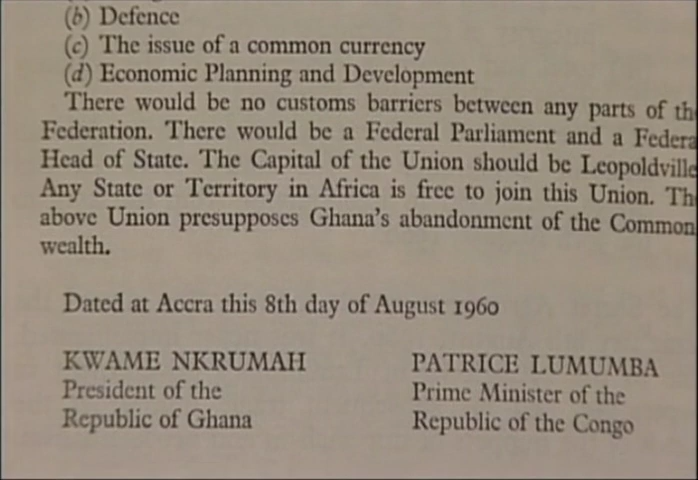 (b) Defence
(c) The issue of a common currency
(d) Economic Planning and Development
There would be no customs barriers between any parts of th
Federation. There would be a Federal Parliament and a Federa
Head of State. The Capital of the Union should be Leopoldville
Any State or Territory in Africa is free to join this Union. Th
above Union presupposes Ghana's abandonment of the Common
wealth.
Dated at Accra this 8th day of August 1960
KWAME NKRUMAH PATRICE LUMUMBA
President of the Prime Minister of the
Republic of Ghana Republic of the Congo